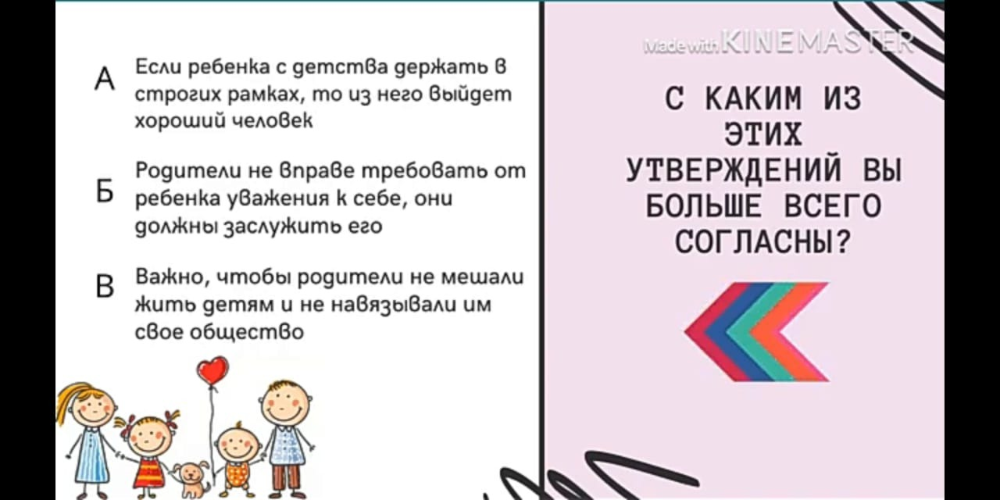 А
Если ребенка с детства держать в
строгих рамках, то из него выйдет
хороший человек
Б
Родители не вправе требовать от
ребенка уважения к себе, они
должны заслужить его
В
Важно, чтобы родители не мешали
жить детям и не навязывали им
свое общество
Made with KINEMASTER
С КАКИМ ИЗ
ЭТИХ
УТВЕРЖДЕНИЙ ВЫ
БОЛЬШЕ ВСЕГО
СОГЛАСНЫ?